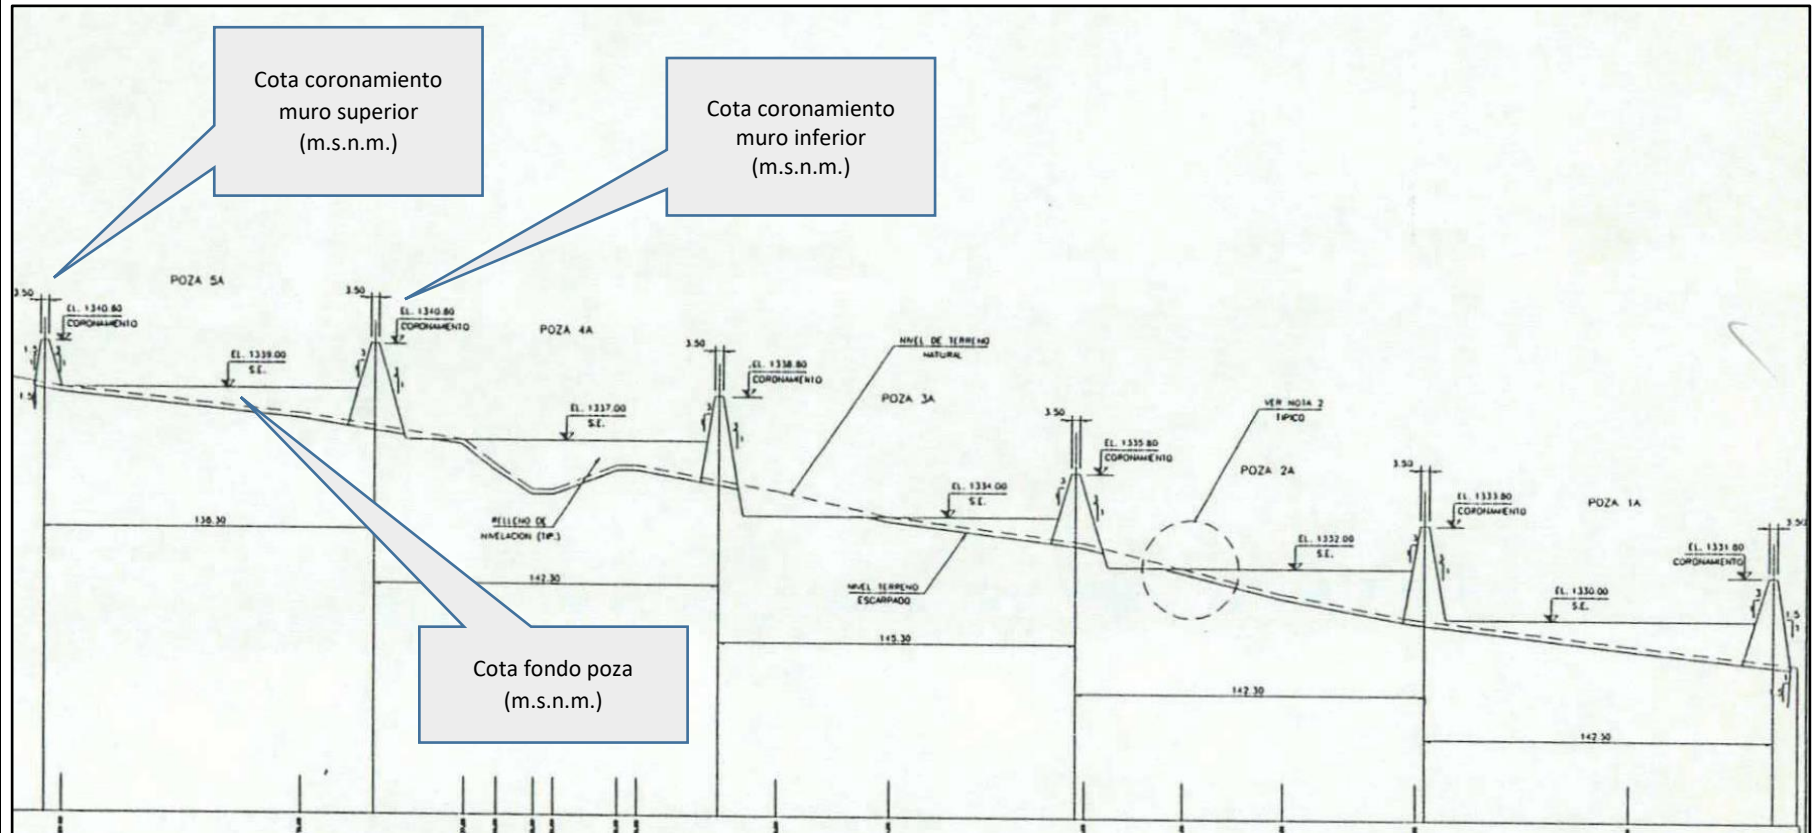 Cota coronamiento
muro superior
(m.s.n.m.)
Cota coronamiento
muro inferior
(m.s.n.m.)
POZA 5A
3.50
EL. 1340.80
CORONAMIENTO
3.50
EL. 1340.80
CORONAMIENTO
POZA 4A
3.50
NIVEL DE TERRENO
NATURAL
EL. 1339.00
S.E.
EL. 1338.80
CORONAMIENTO
POZA 3A
EL. 1337.00
S.E.
VER NOTA 2
TIPICO
3.50
EL. 1335.80
CORONAMIENTO
POZA 2A
3.50
EL. 1334.00
S.E.
EL. 1333.80
CORONAMIENTO
POZA 1A
3.50
138.30
RELLENO DE
NIVELACION (TIP.)
EL. 1332.00
S.E.
EL. 1331.80
CORONAMIENTO
142.30
NIVEL TERRENO
ESCARPADO
EL. 1330.00
S.E.
145.30
Cota fondo poza
(m.s.n.m.)
142.30
142.30